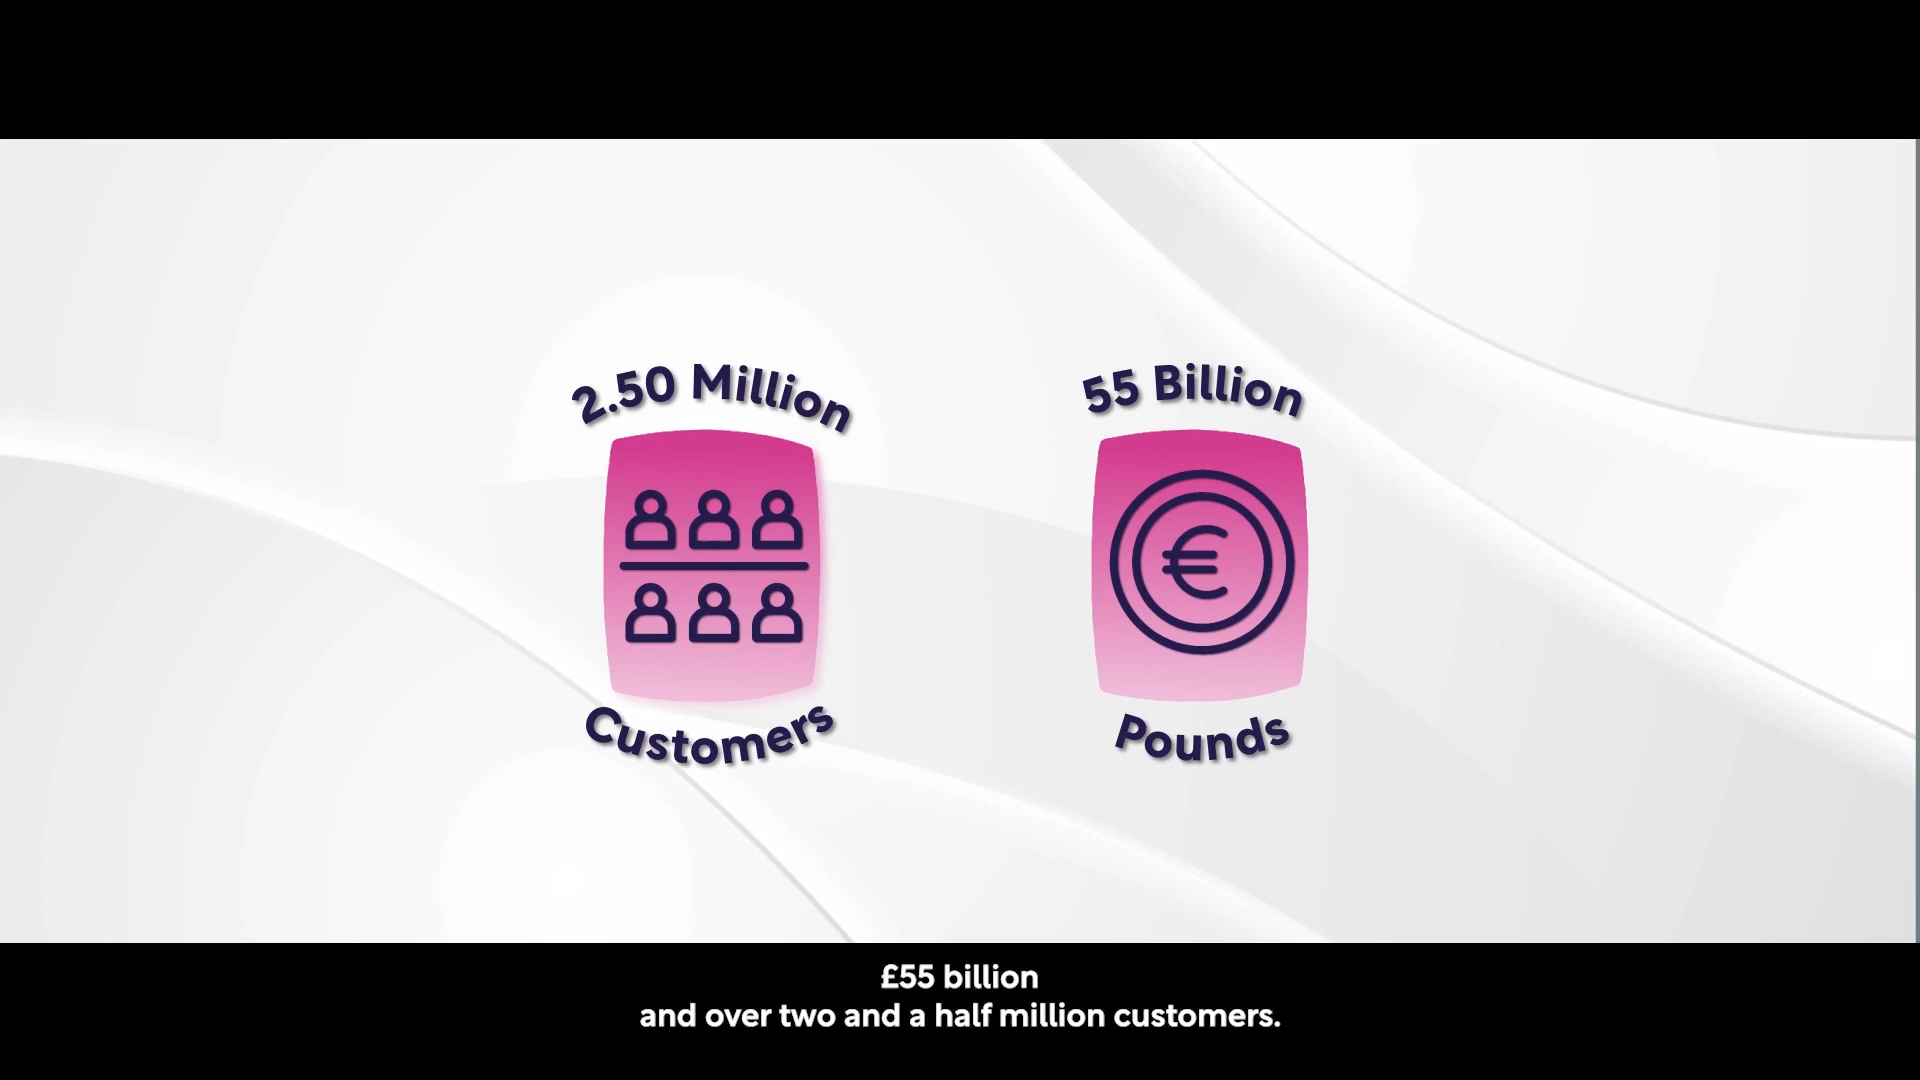 2.50 Million
55 Billion
€
Customers
Pounds
£55 billion
and over two and a half million customers.